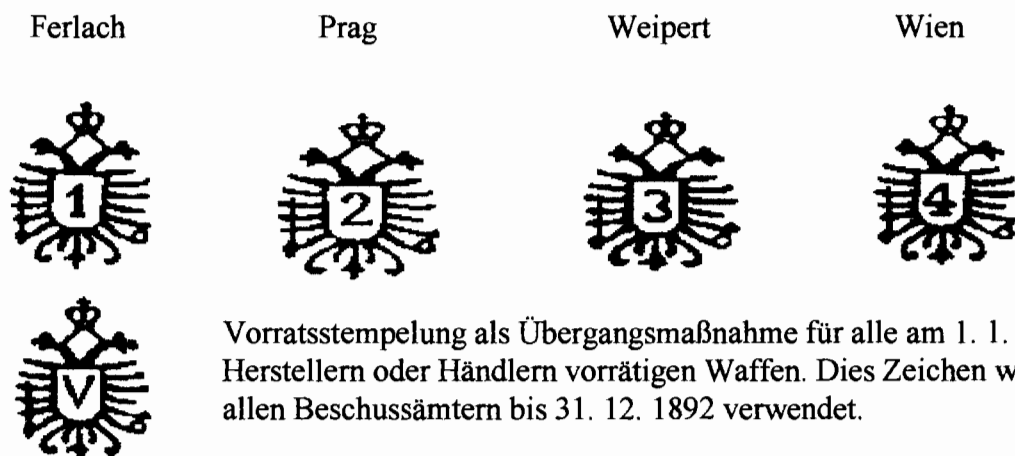 Ferlach Prag Weipert Wien
1 2 3 4
V
Vorratsstempelung als Übergangsmaßnahme für alle am 1. 1.
Herstellern oder Händlern vorrätigen Waffen. Dies Zeichen w
allen Beschussämtern bis 31. 12. 1892 verwendet.